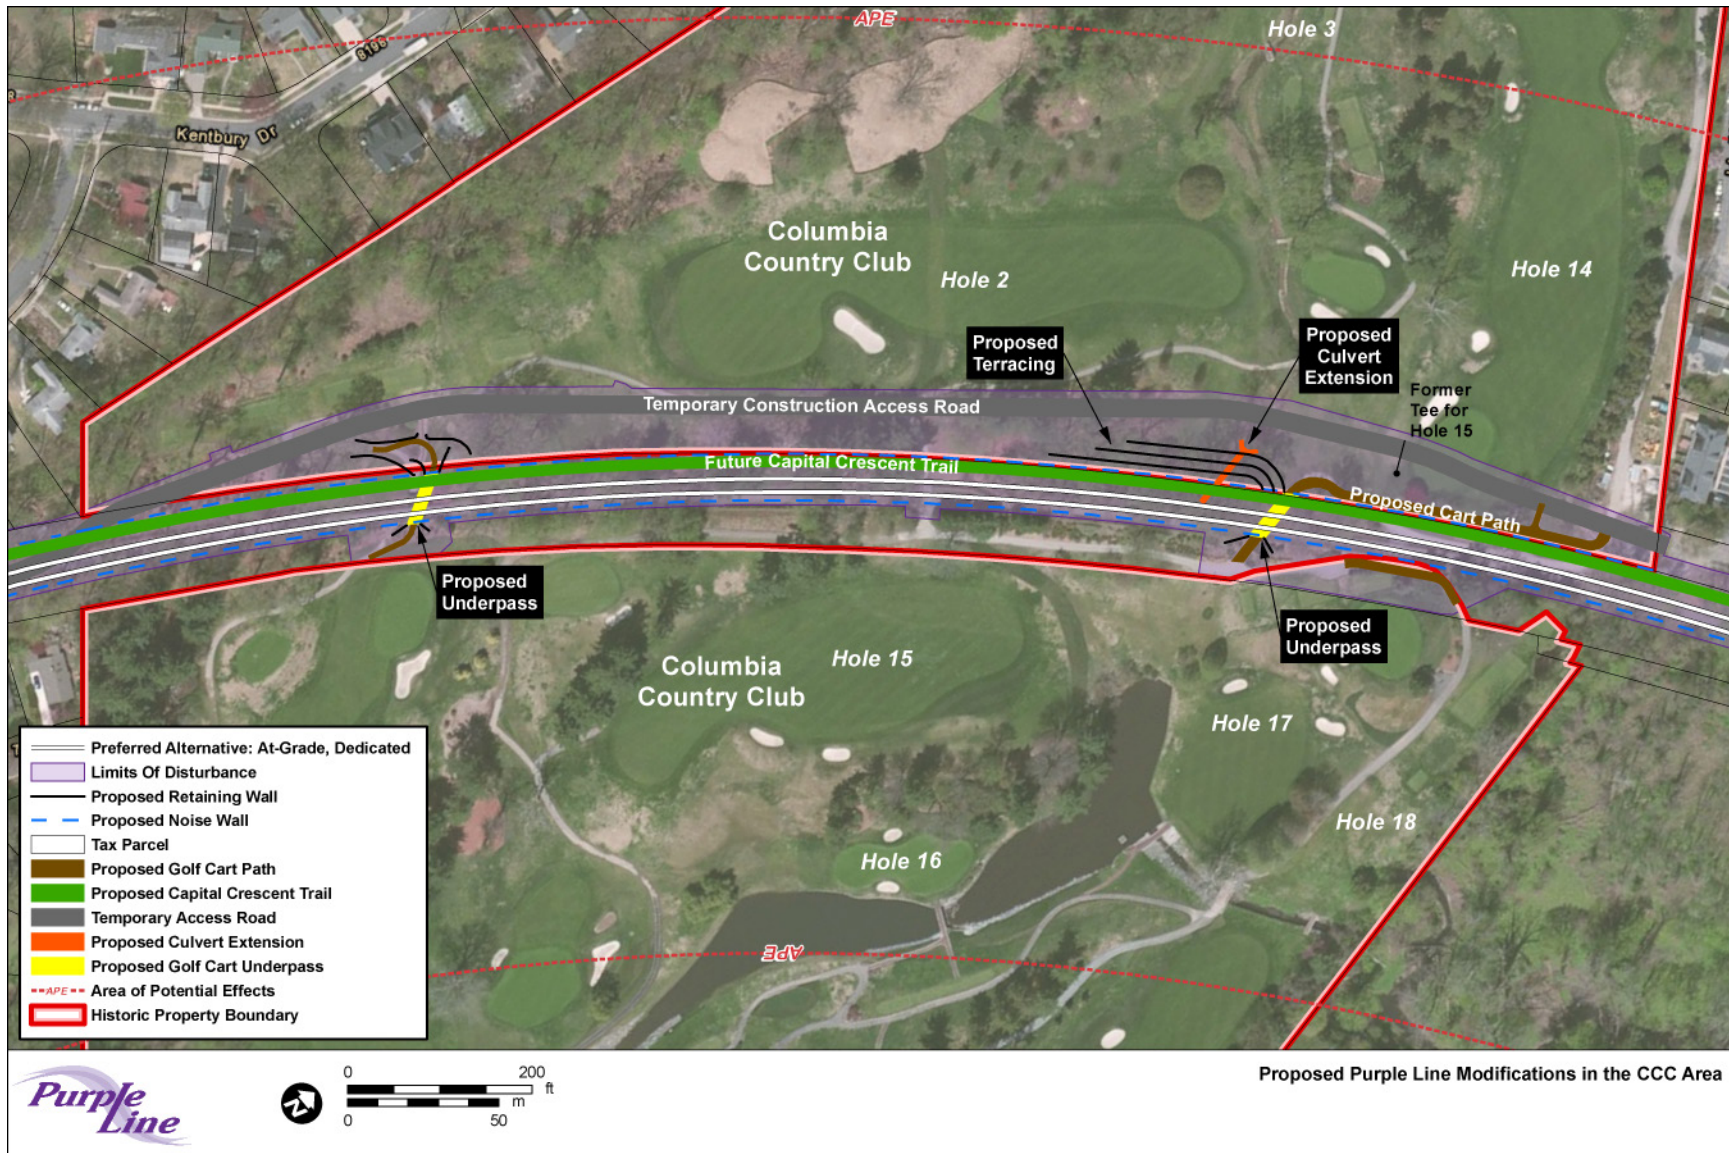 APE
Hole 3
8196
Kentbury Dr
Columbia
Country Club
Hole 2
Hole 14
Proposed
Terracing
Proposed
Culvert
Extension
Former
Tee for
Hole 15
Temporary Construction Access Road
Future Capital Crescent Trail
Proposed Cart Path
Proposed
Underpass
Proposed
Underpass
Columbia
Country Club
Hole 15
Hole 17
Hole 18
Hole 16
APE
Preferred Alternative: At-Grade, Dedicated
Limits Of Disturbance
Proposed Retaining Wall
Proposed Noise Wall
Tax Parcel
Proposed Golf Cart Path
Proposed Capital Crescent Trail
Temporary Access Road
Proposed Culvert Extension
Proposed Golf Cart Underpass
APE Area of Potential Effects
Historic Property Boundary
Purple
Line
N
0 200
ft
m
0 50
Proposed Purple Line Modifications in the CCC Area